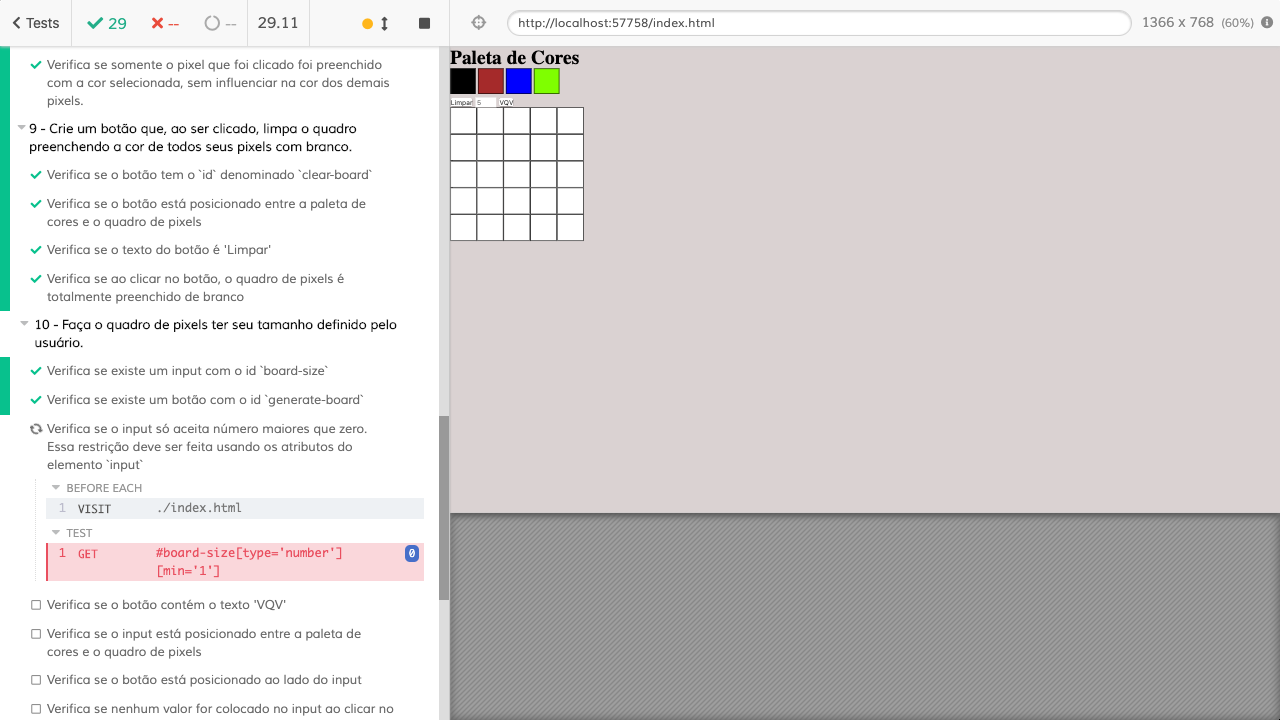 Tests
29
--
--
29.11
http://localhost:57758/index.html
1366 x 768 (60%)
Verifica se somente o pixel que foi clicado foi preenchido
com a cor selecionada, sem influenciar na cor dos demais
pixels.
9 - Crie um botão que, ao ser clicado, limpa o quadro
preenchendo a cor de todos seus pixels com branco.
Verifica se o botão tem o `id` denominado `clear-board`
Verifica se o botão está posicionado entre a paleta de
cores e o quadro de pixels
Verifica se o texto do botão é 'Limpar'
Verifica se ao clicar no botão, o quadro de pixels é
totalmente preenchido de branco
10 - Faça o quadro de pixels ter seu tamanho definido pelo
usuário.
Verifica se existe um input com o id `board-size`
Verifica se existe um botão com o id `generate-board`
Verifica se o input só aceita número maiores que zero.
Essa restrição deve ser feita usando os atributos do
elemento `input`
BEFORE EACH
1 VISIT ./index.html
TEST
1 GET #board-size[type='number'] 0
[min='1']
Verifica se o botão contém o texto 'VQV'
Verifica se o input está posicionado entre a paleta de
cores e o quadro de pixels
Verifica se o botão está posicionado ao lado do input
Verifica se nenhum valor for colocado no input ao clicar no
Paleta de Cores
Limpar 5 VQV